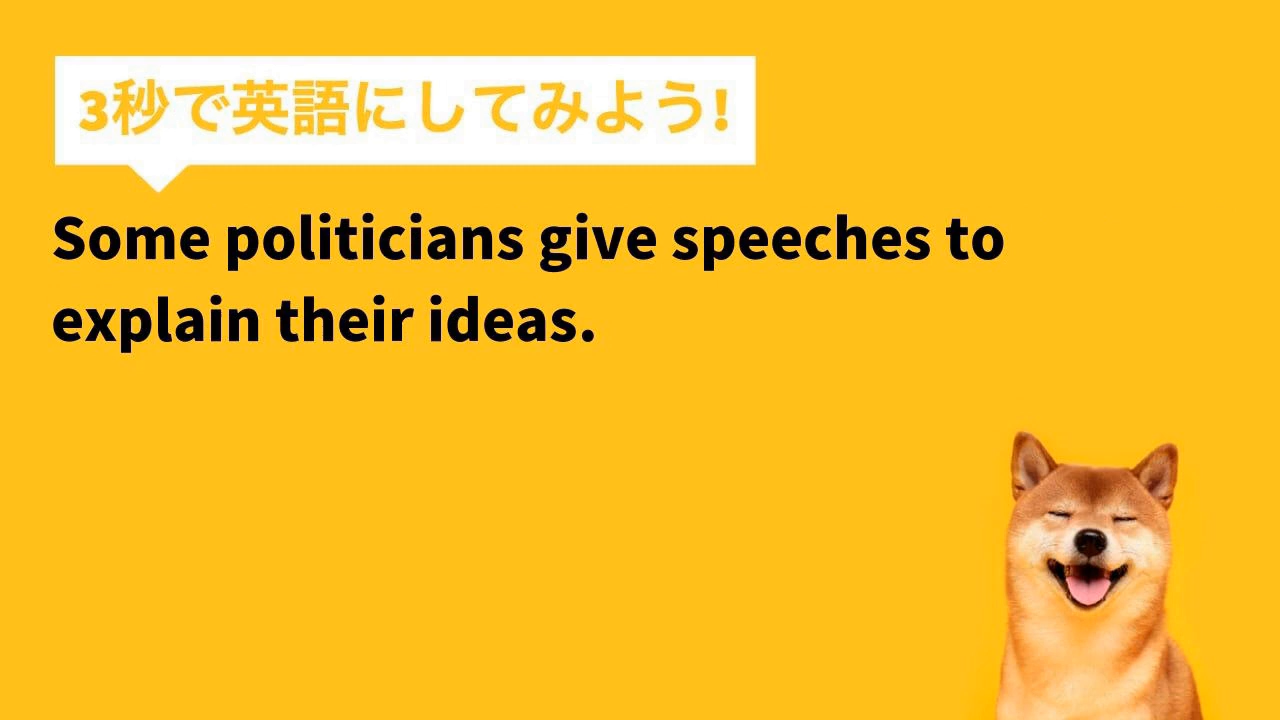 3秒で英語にしてみよう!
Some politicians give speeches to
explain their ideas.